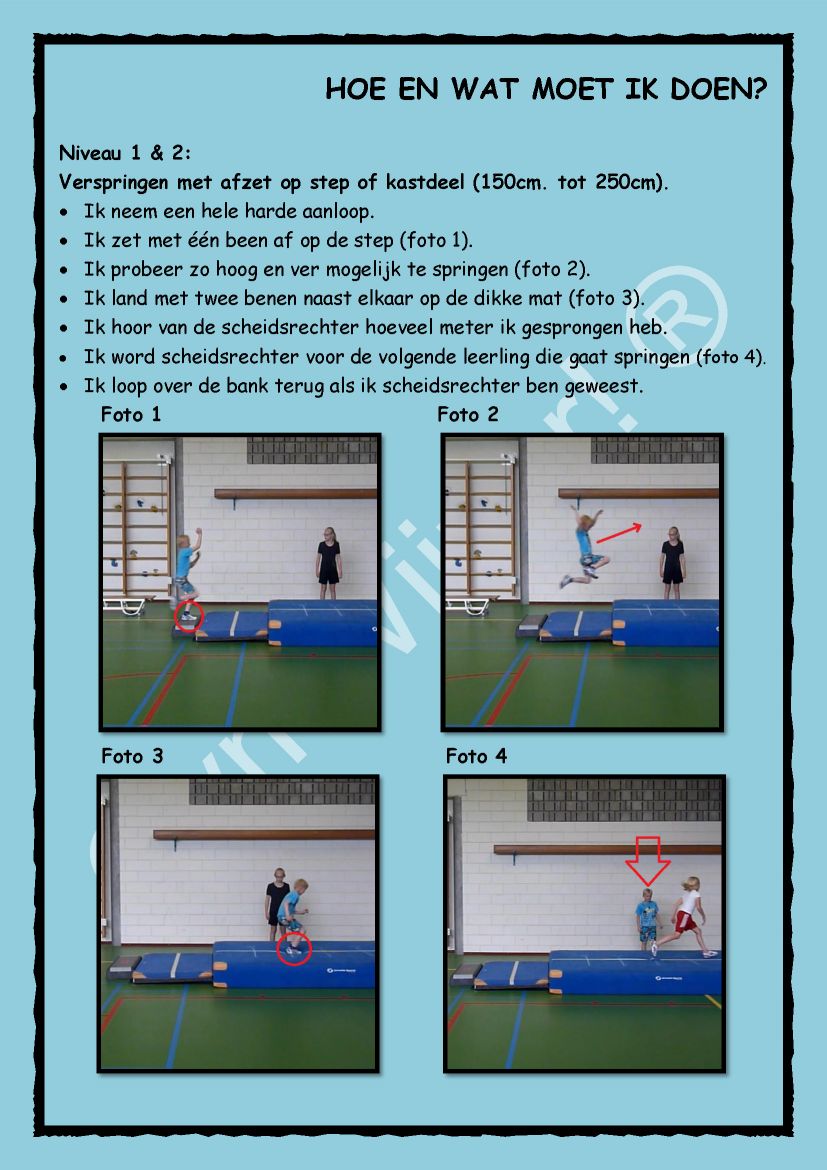 HOE EN WAT MOET IK DOEN?
Niveau 1 & 2:
Verspringen met afzet op step of kastdeel (150cm. tot 250cm).
• Ik neem een hele harde aanloop.
• Ik zet met één been af op de step (foto 1).
• Ik probeer zo hoog en ver mogelijk te springen (foto 2).
• Ik land met twee benen naast elkaar op de dikke mat (foto 3).
• Ik hoor van de scheidsrechter hoeveel meter ik gesprongen heb.
• Ik word scheidsrechter voor de volgende leerling die gaat springen (foto 4).
• Ik loop over de bank terug als ik scheidsrechter ben geweest.
Foto 1 Foto 2
Foto 3 Foto 4